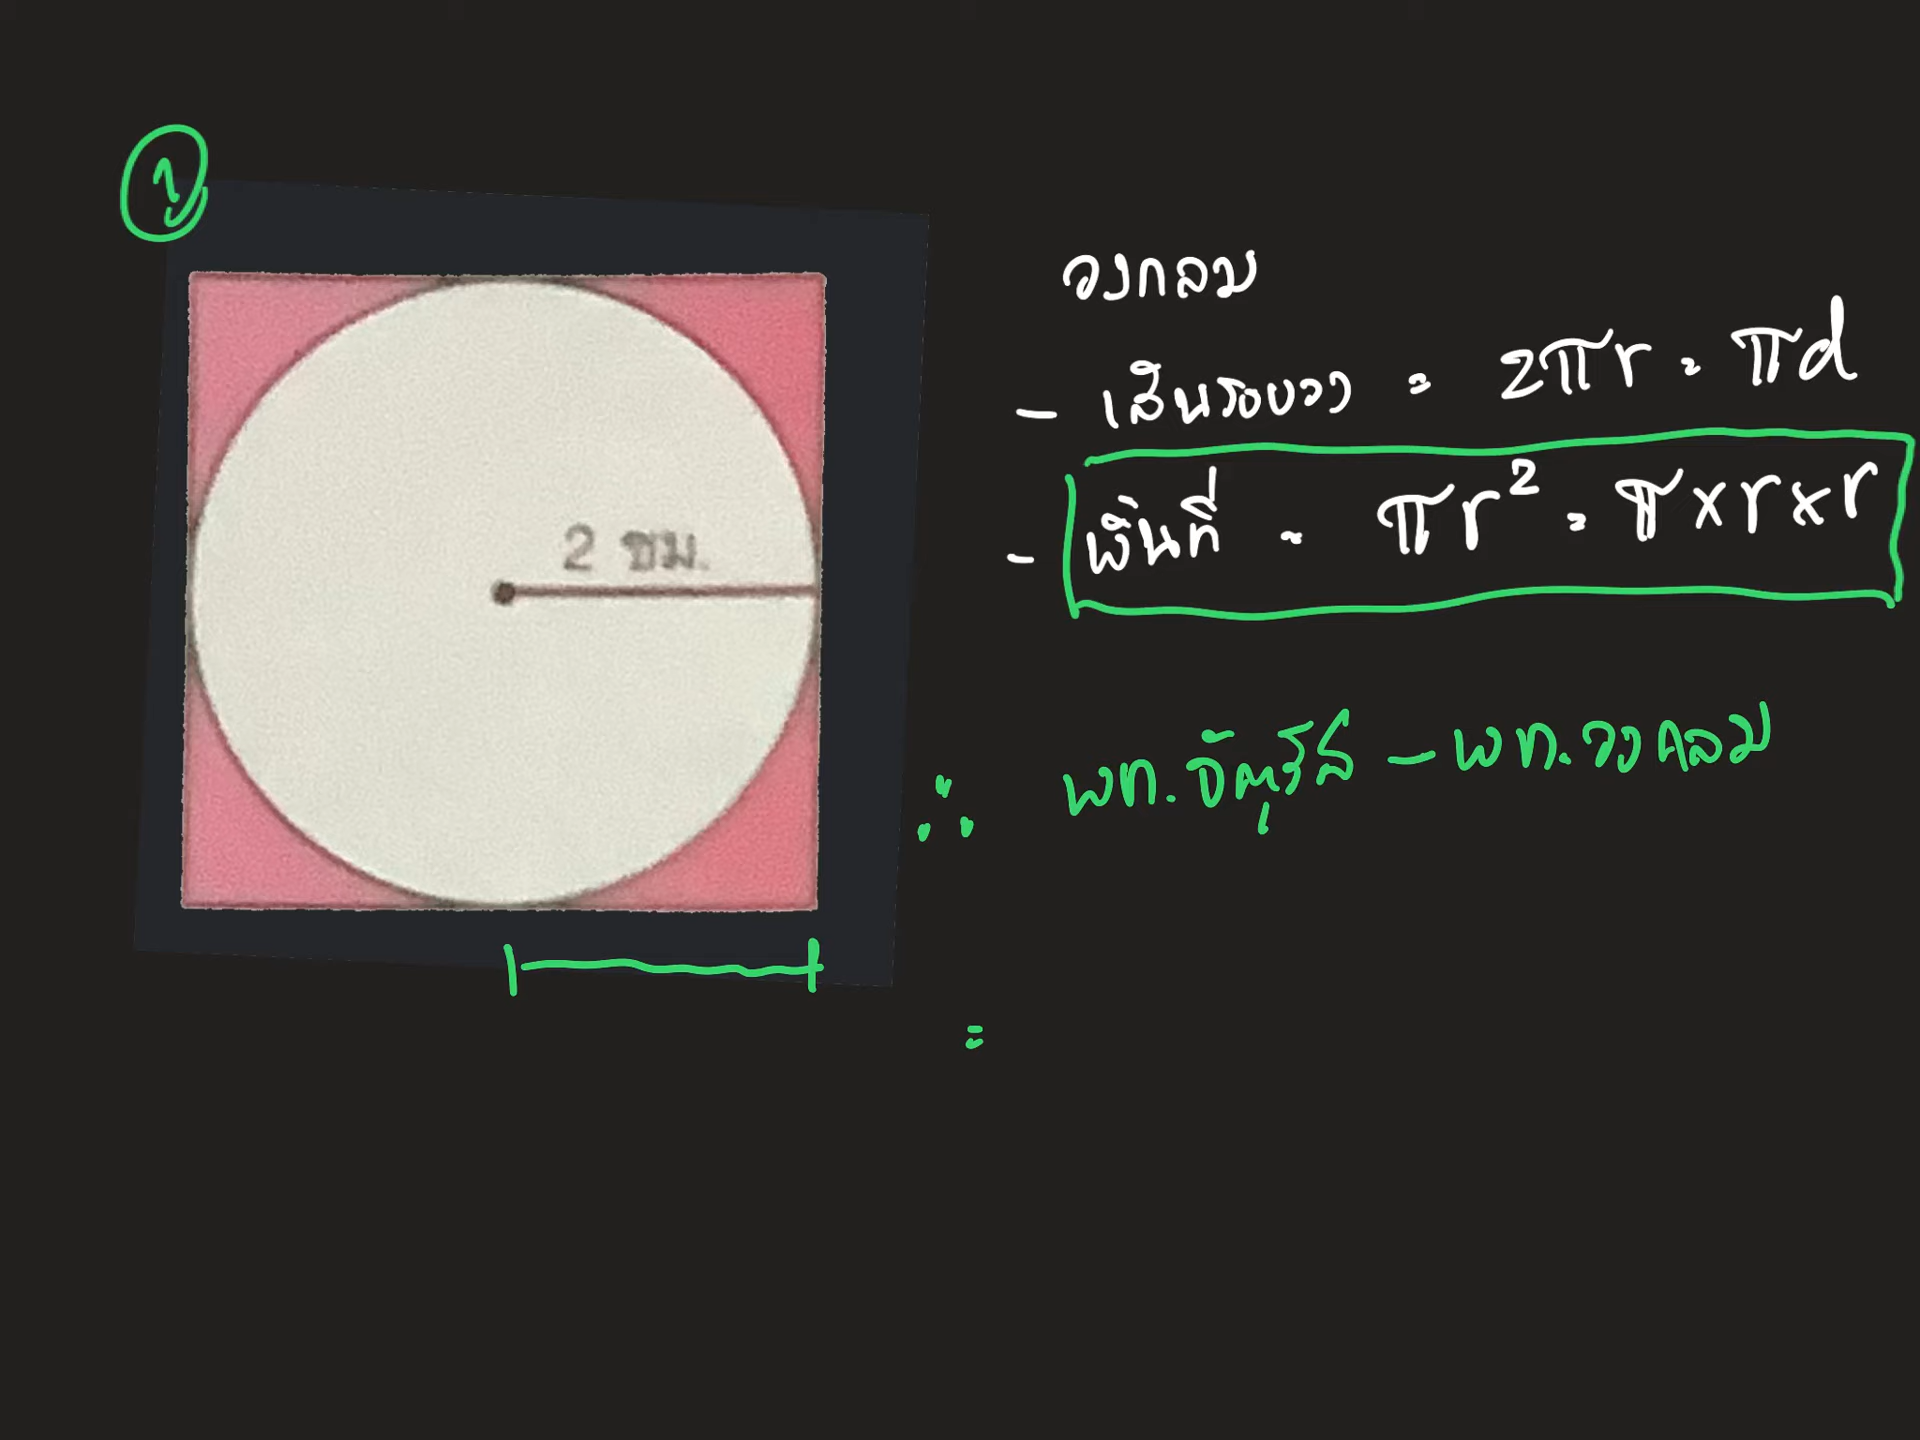 1
2 ซม.
วงกลม
- เส้นรอบวง = 2πr = πd
- พื้นที่ = πr² = π×r×r
∴ พท.จัตุรัส - พท.วงกลม
=